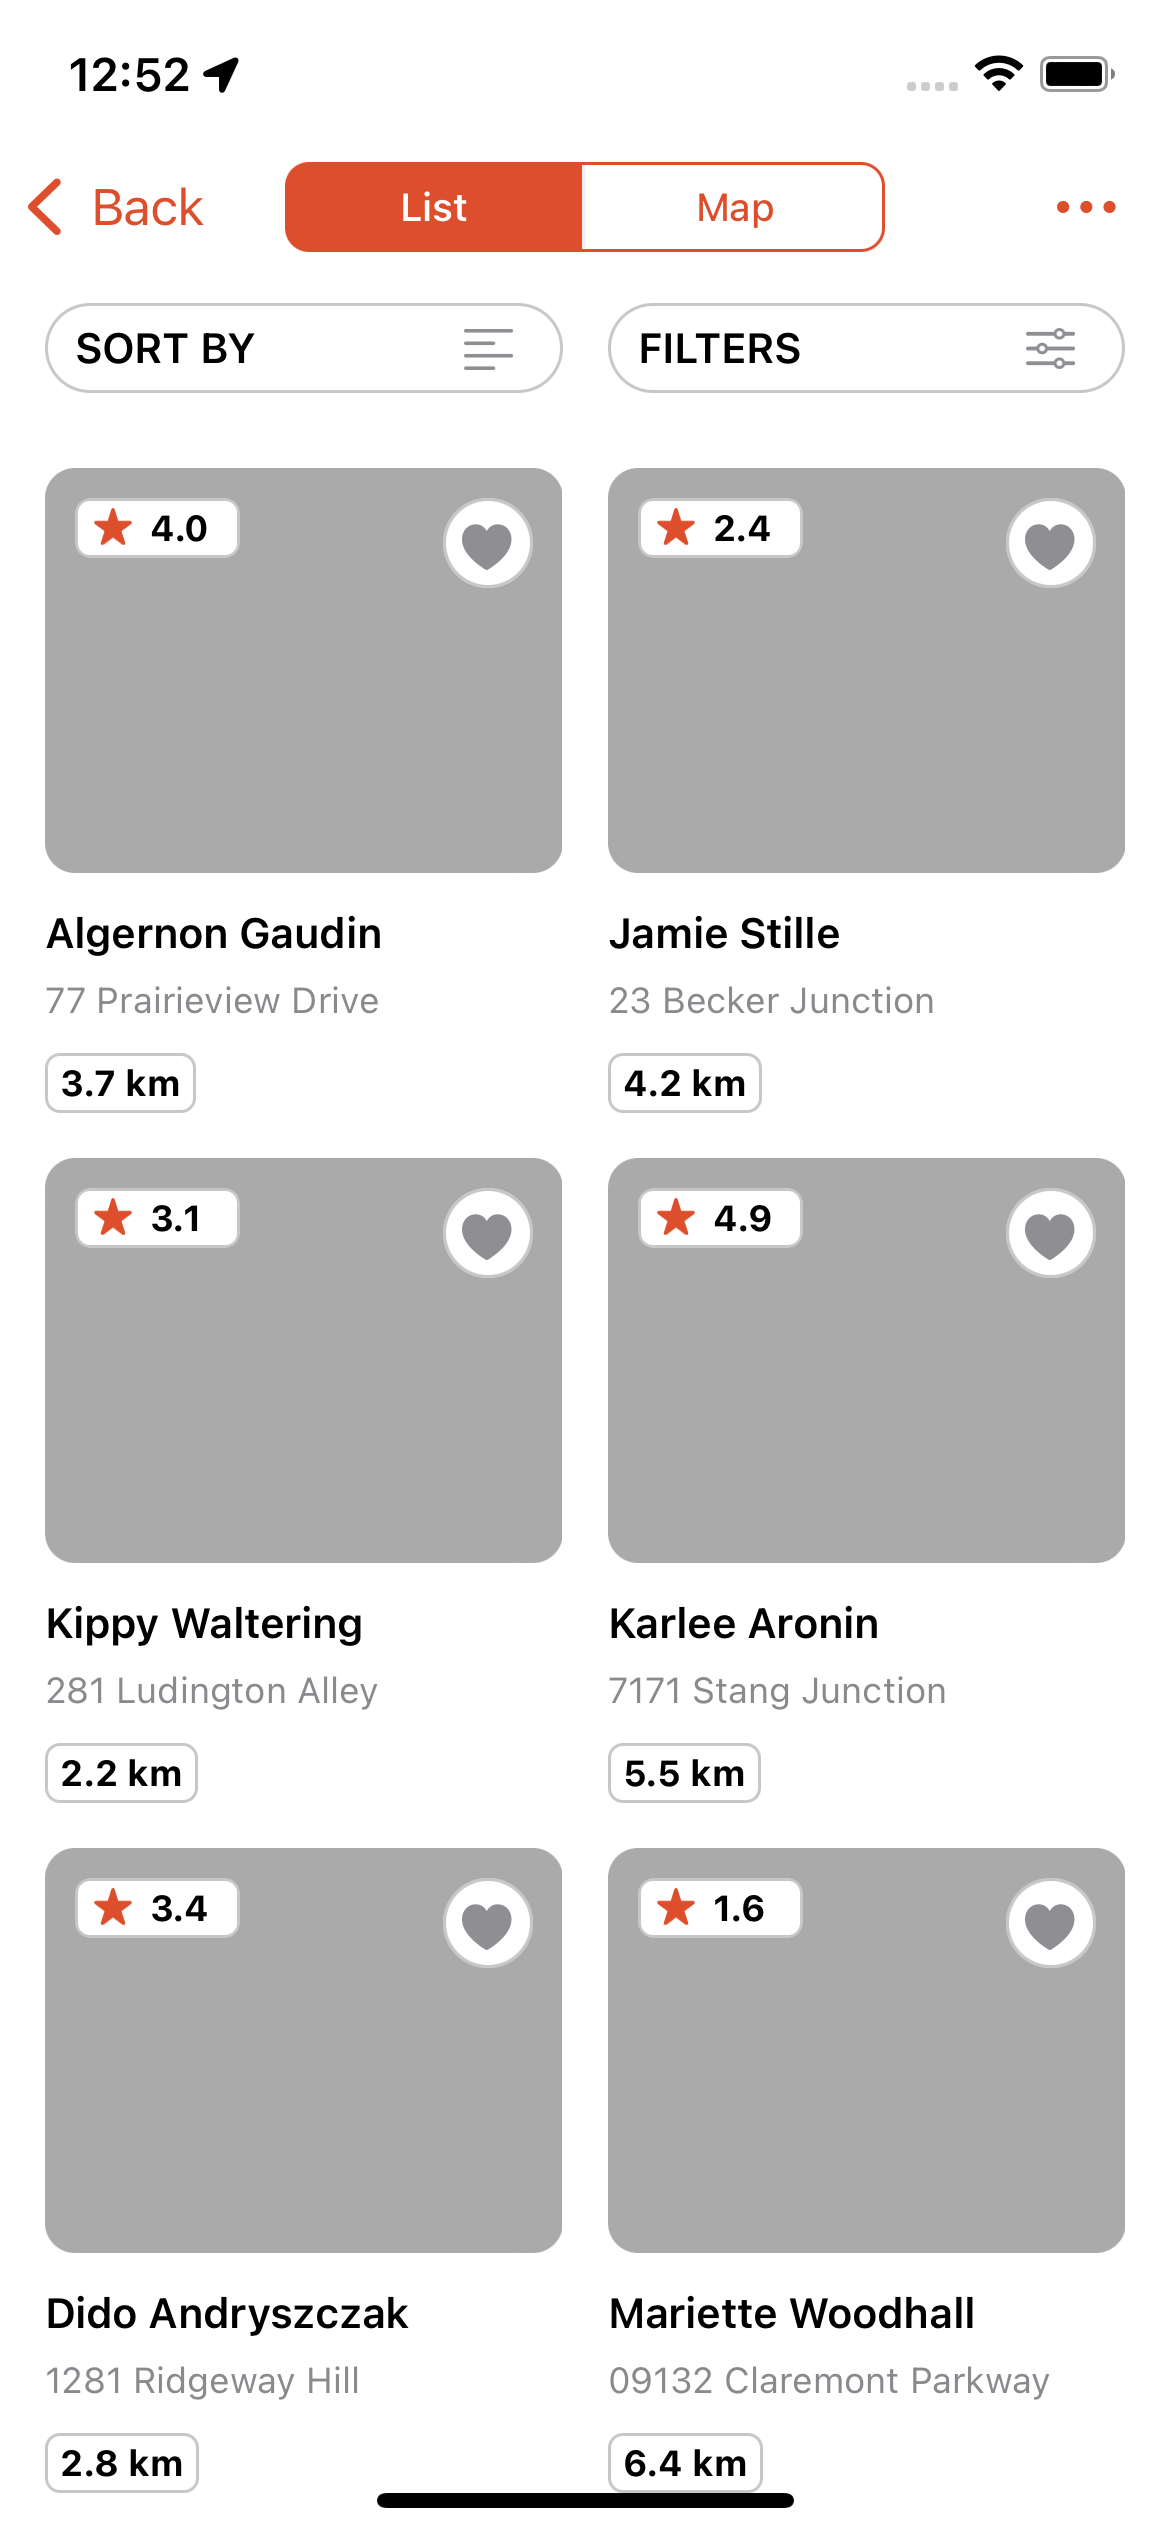 12:52
Back
List
Map
SORT BY
FILTERS
4.0
2.4
Algernon Gaudin
Jamie Stille
77 Prairieview Drive
23 Becker Junction
3.7 km
4.2 km
3.1
4.9
Kippy Waltering
Karlee Aronin
281 Ludington Alley
7171 Stang Junction
2.2 km
5.5 km
3.4
1.6
Dido Andryszczak
Mariette Woodhall
1281 Ridgeway Hill
09132 Claremont Parkway
2.8 km
6.4 km